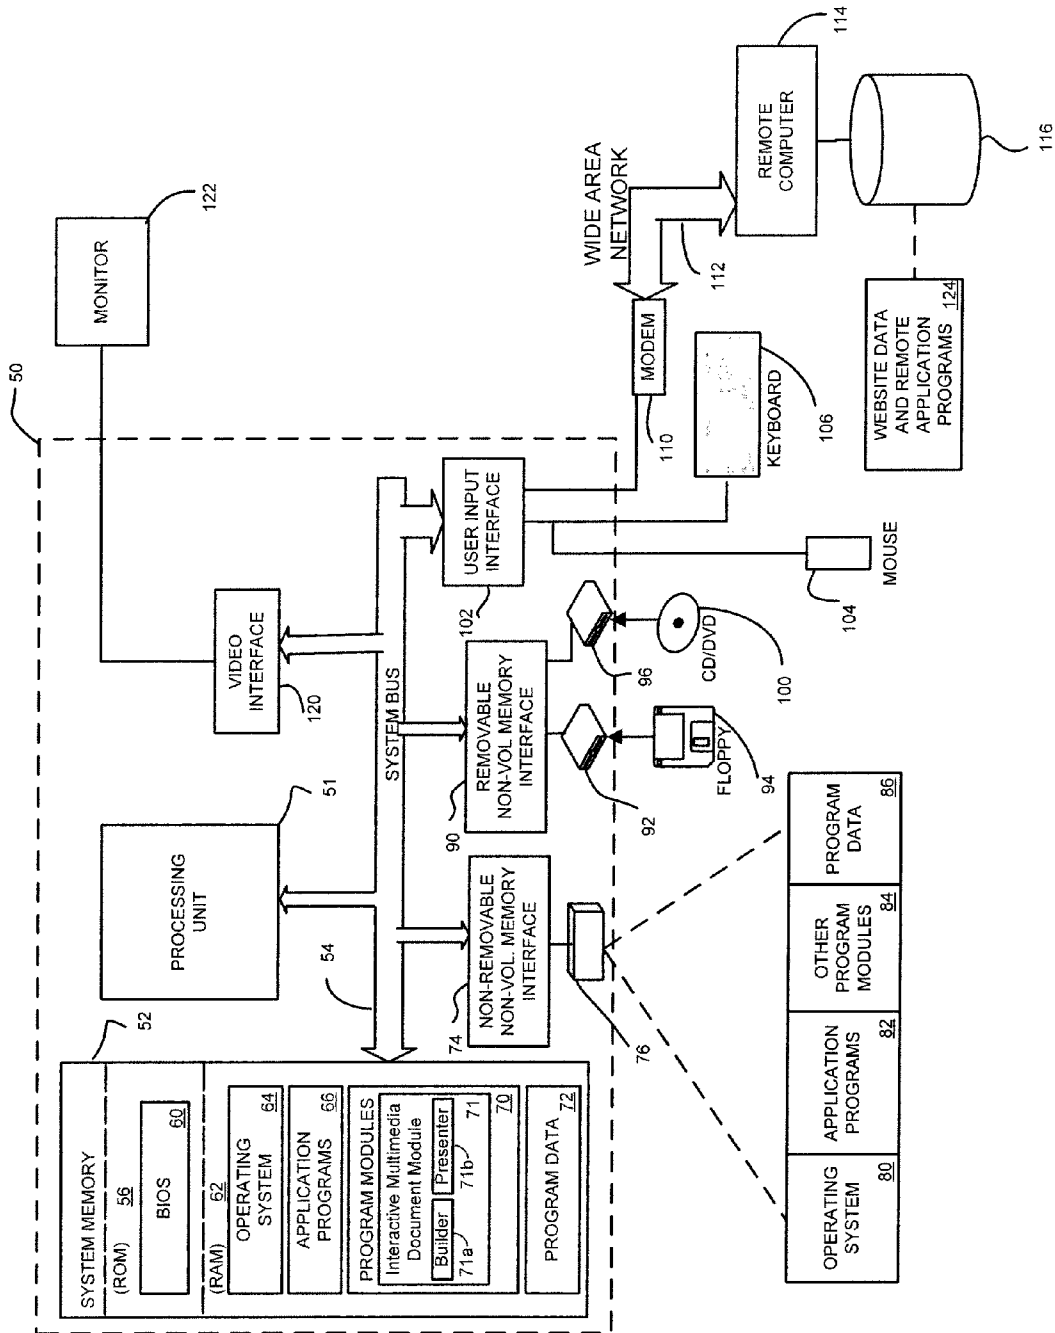 50
SYSTEM MEMORY
52
(ROM) 56
BIOS 60
(RAM) 62
OPERATING
SYSTEM
64
APPLICATION
PROGRAMS
66
PROGRAM MODULES
Interactive Multimedia
Document Module
Builder
Presenter
71
71a
71b
70
PROGRAM DATA
72
54
PROCESSING
UNIT
51
SYSTEM BUS
VIDEO
INTERFACE
120
MONITOR
122
74
NON-REMOVABLE
NON-VOL. MEMORY
INTERFACE
90
REMOVABLE
NON-VOL MEMORY
INTERFACE
102
USER INPUT
INTERFACE
76
92
96
FLOPPY
94
CD/DVD
100
104
MOUSE
KEYBOARD
106
110
MODEM
WIDE AREA
NETWORK
112
REMOTE
COMPUTER
114
116
WEBSITE DATA
AND REMOTE
APPLICATION
PROGRAMS
124
OPERATING
SYSTEM
80
APPLICATION
PROGRAMS
82
OTHER
PROGRAM
MODULES
84
PROGRAM
DATA
86